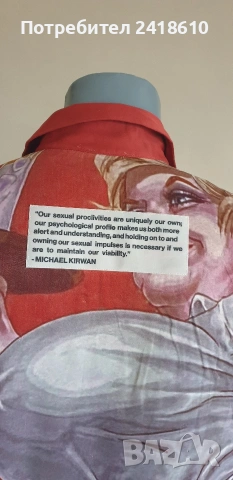 Потребител 2418610
"Our sexual proclivities are uniquely our own;
our psychological profile makes us both more
alert and understanding, and holding on to and
owning our sexual impulses is necessary if we
are to maintain our viability."
- MICHAEL KIRWAN
BAZAR